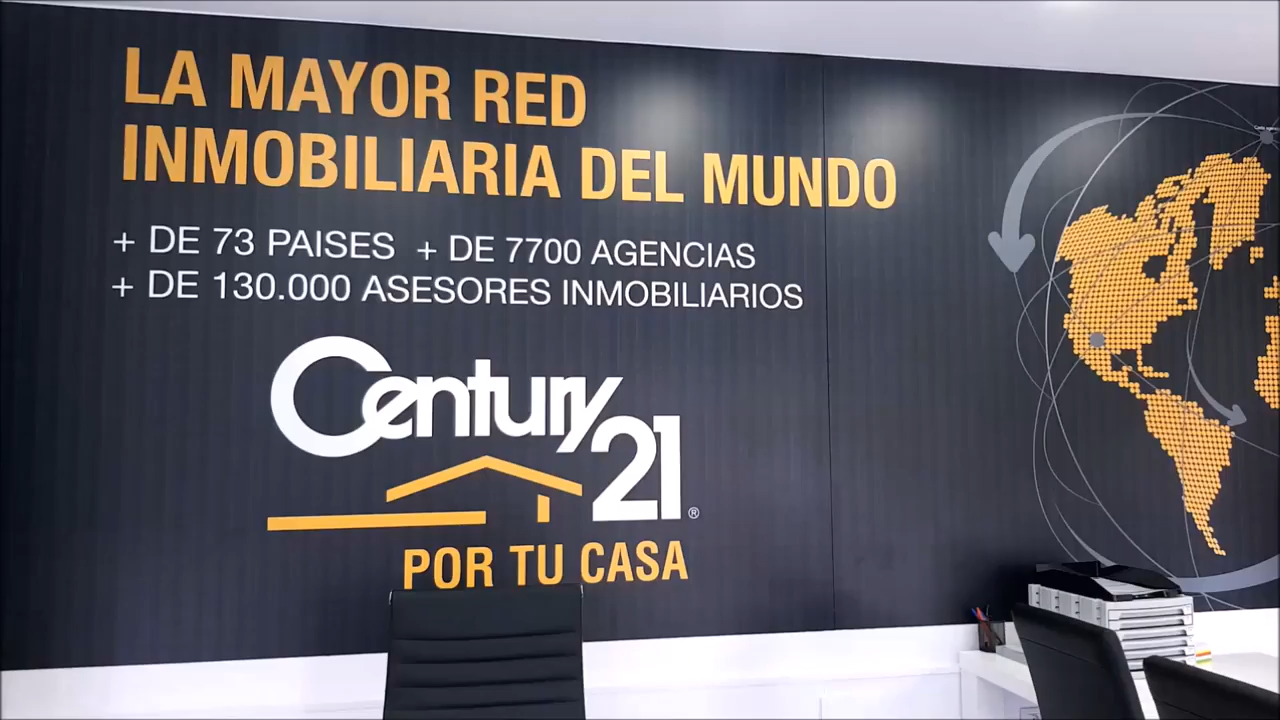 LA MAYOR RED
INMOBILIARIA DEL MUNDO
+ DE 73 PAISES + DE 7700 AGENCIAS
+ DE 130.000 ASESORES INMOBILIARIOS
Century
21®
POR TU CASA